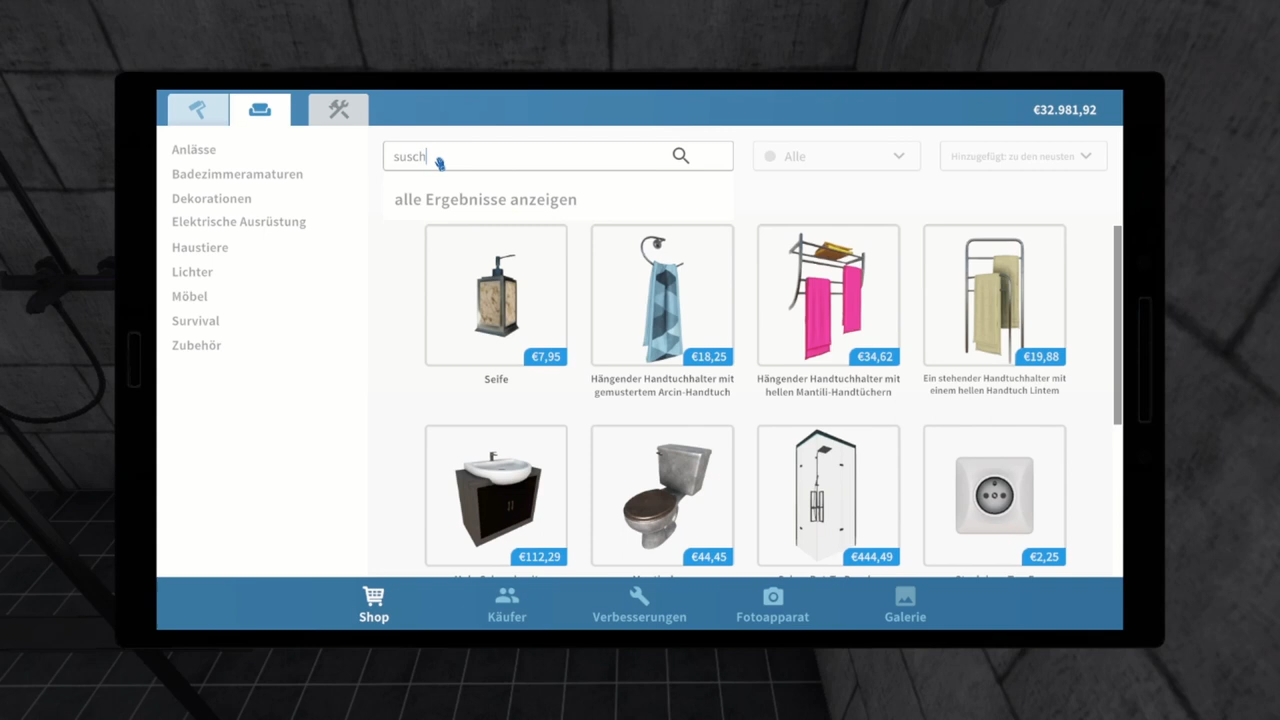 €32.981,92
Anlässe
Badezimmeramaturen
Dekorationen
Elektrische Ausrüstung
Haustiere
Lichter
Möbel
Survival
Zubehör
susch
Alle
Hinzugefügt: zu den neusten
alle Ergebnisse anzeigen
€7,95
€18,25
€34,62
€19,88
Seife
Hängender Handtuchhalter mit
gemustertem Arcin-Handtuch
Hängender Handtuchhalter mit
hellen Mantili-Handtüchern
Ein stehender Handtuchhalter mit
einem hellen Handtuch Lintem
€112,29
€44,45
€444,49
€2,25
Shop
Käufer
Verbesserungen
Fotoapparat
Galerie